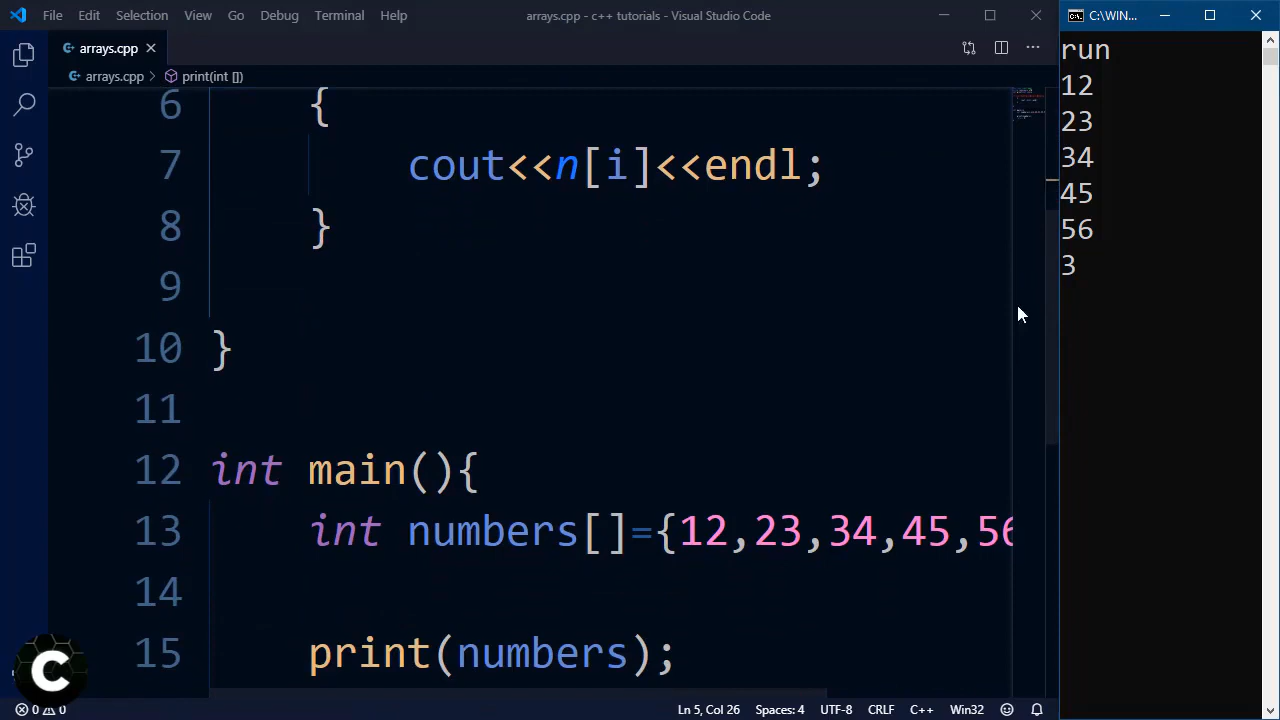 File Edit Selection View Go Debug Terminal Help
arrays.cpp - c++ tutorials - Visual Studio Code
arrays.cpp
arrays.cpp > print(int [])
6 {
7 cout<<n[i]<<endl;
8 }
9
10 }
11
12 int main(){
13 int numbers[]={12,23,34,45,56
14
15 print(numbers);
C
0 0
Ln 5, Col 26 Spaces: 4 UTF-8 CRLF C++ Win32
C:\WIN...
run
12
23
34
45
56
3